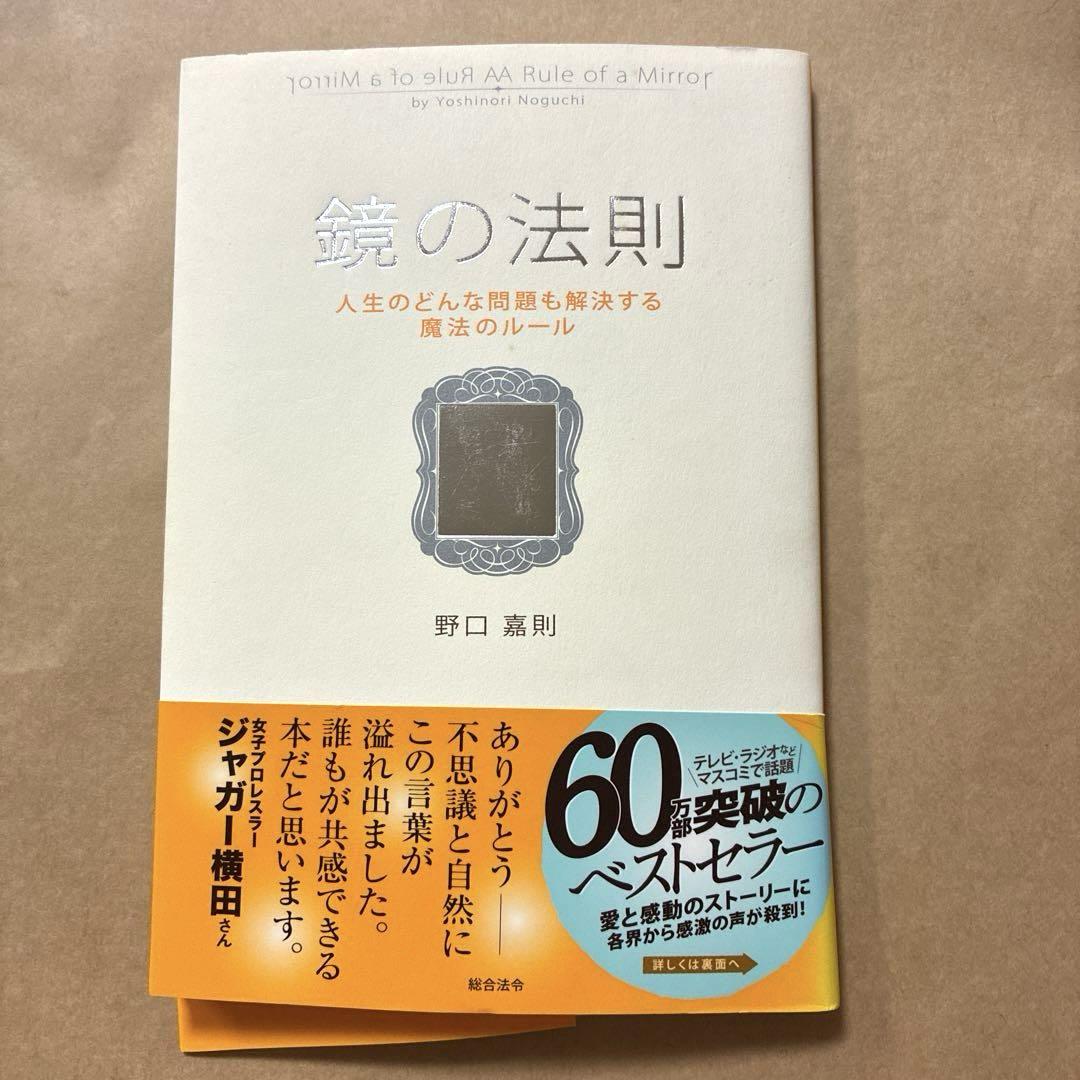 A Rule of a Mirror A Rule of a Mirror
by Yoshinori Noguchi
鏡の法則
人生のどんな問題も解決する
魔法のルール
野口 嘉則
ありがとう——
不思議と自然に
この言葉が
溢れ出ました。
誰もが共感できる
本だと思います。
女子プロレスラー
ジャガー横田さん
テレビ・ラジオなど
マスコミで話題
60万部突破の
ベストセラー
愛と感動のストーリーに
各界から感激の声が殺到!
詳しくは裏面へ
総合法令